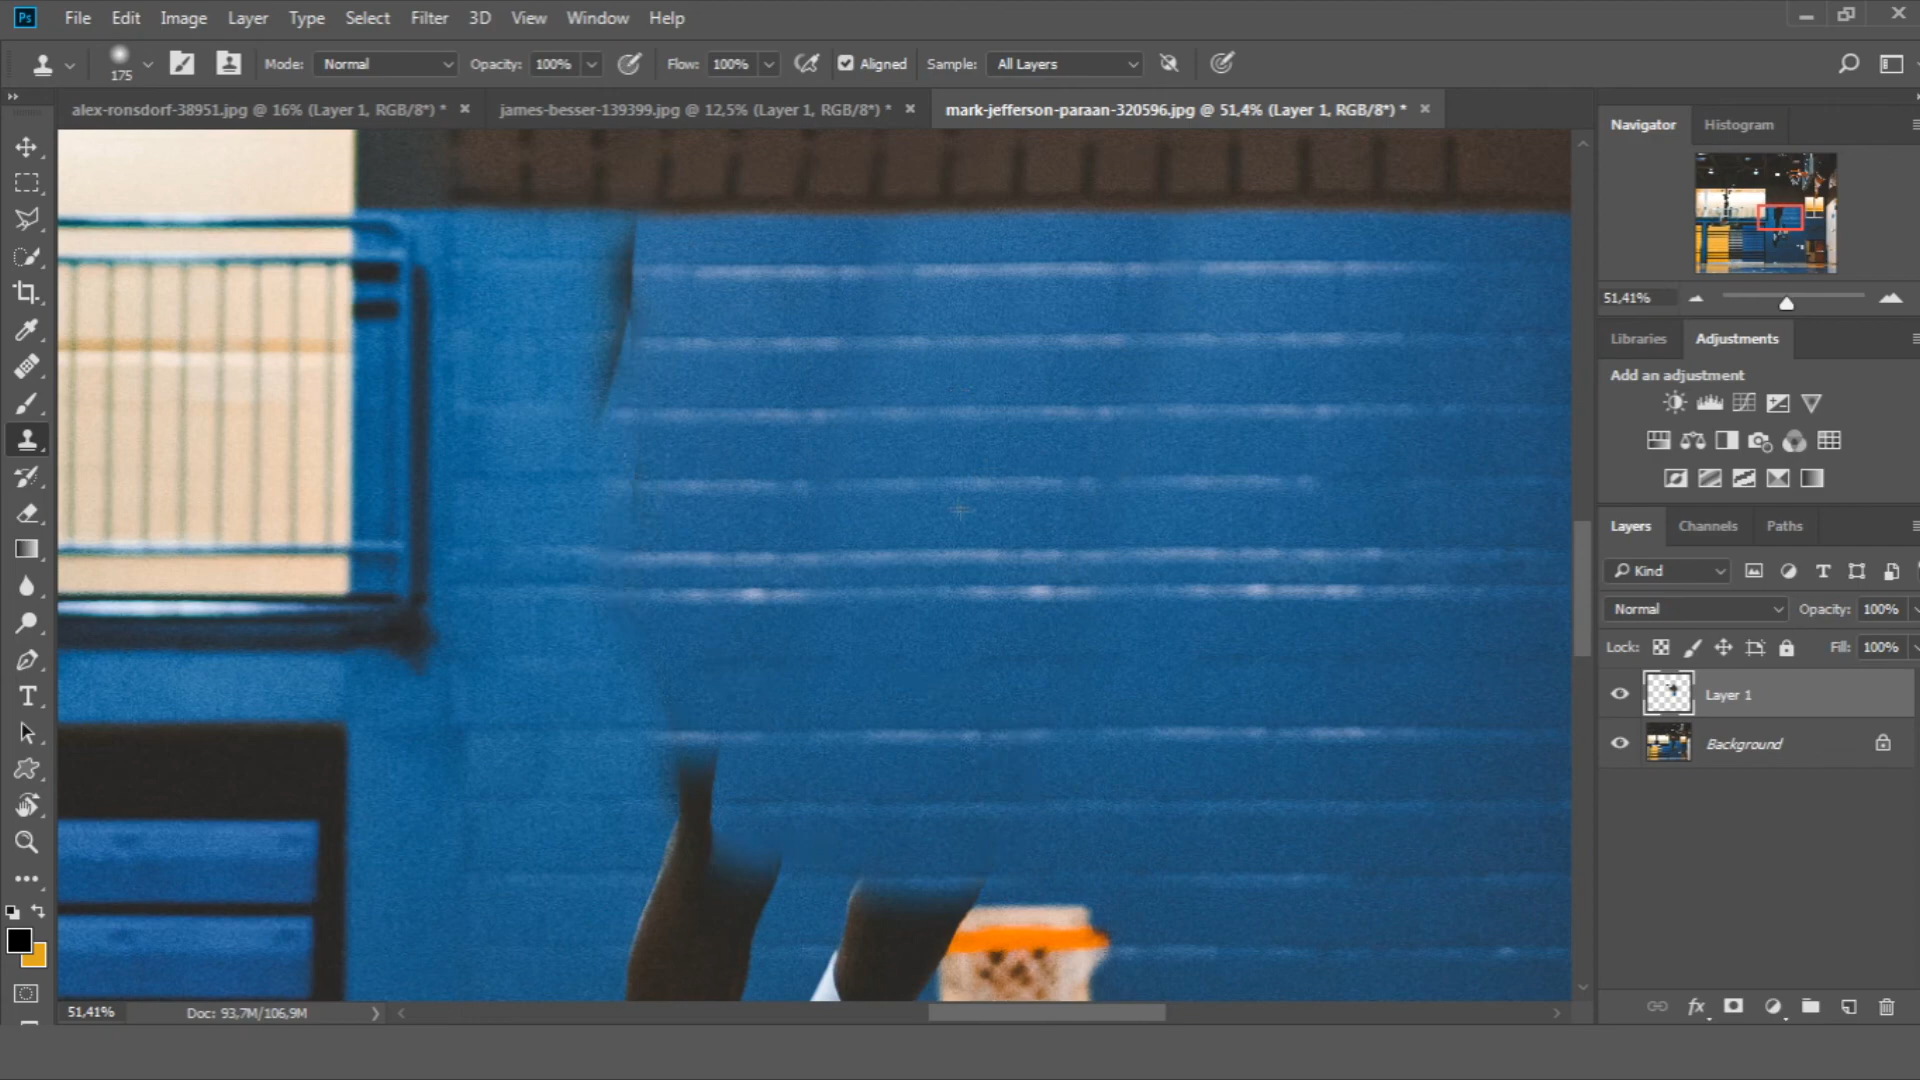 Ps File Edit Image Layer Type Select Filter 3D View Window Help
175 Mode: Normal Opacity: 100% Flow: 100% Aligned Sample: All Layers
alex-ronsdorf-38951.jpg @ 16% (Layer 1, RGB/8*) * × james-besser-139399.jpg @ 12,5% (Layer 1, RGB/8*) * × mark-jefferson-paraan-320596.jpg @ 51,4% (Layer 1, RGB/8*) * ×
Navigator Histogram
51,41%
Libraries Adjustments
Add an adjustment
Layers Channels Paths
Kind
Normal Opacity: 100%
Lock: Fill: 100%
Layer 1
Background
51,41% Doc: 93,7M/106,9M